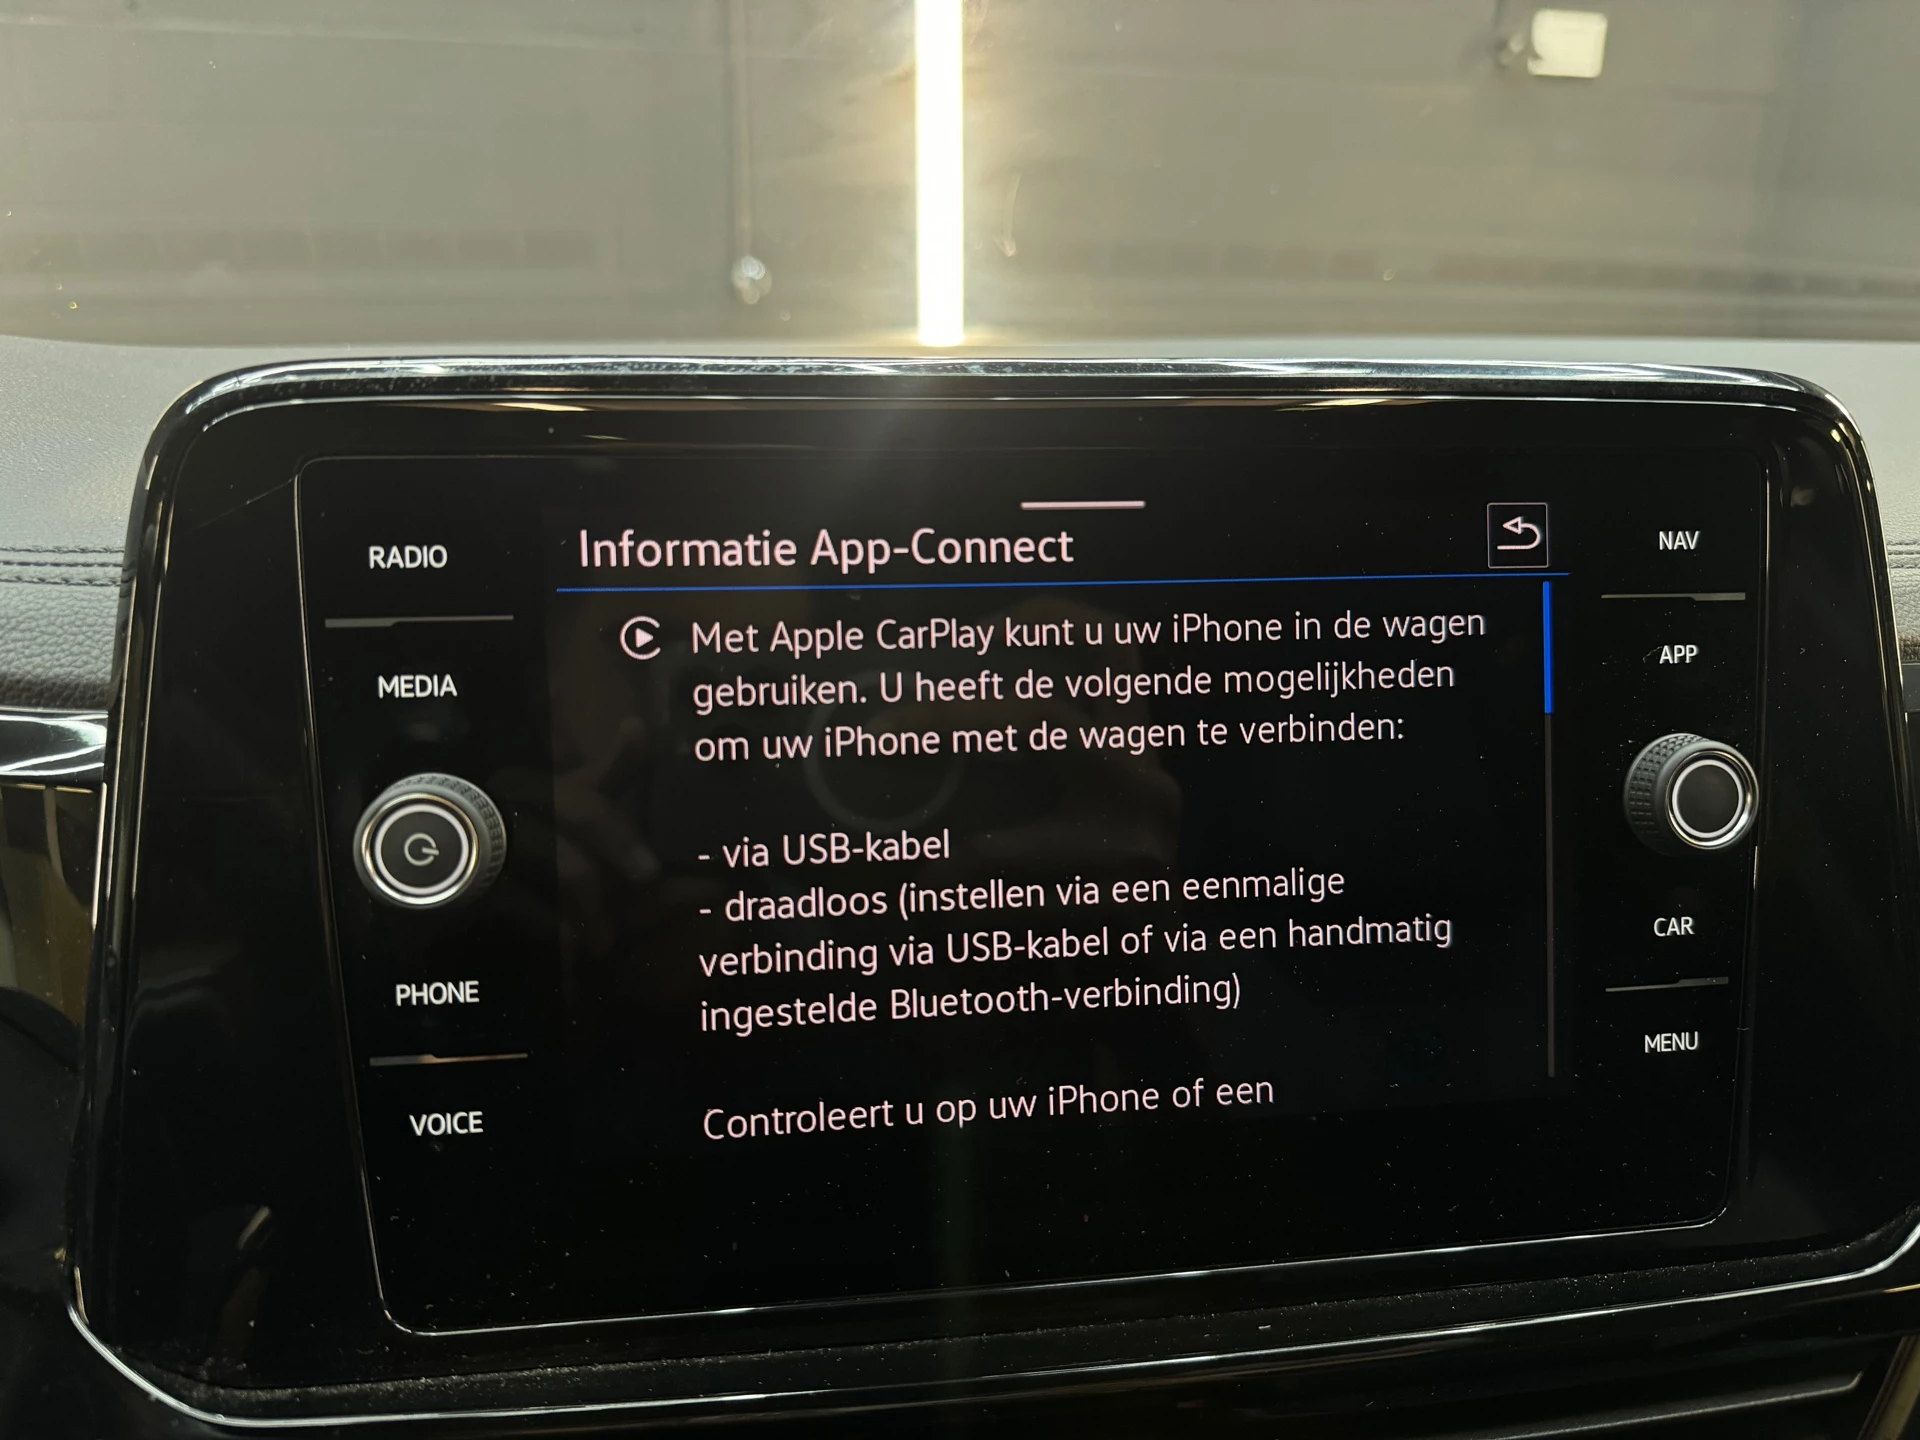 Informatie App-Connect
Met Apple CarPlay kunt u uw iPhone in de wagen
gebruiken. U heeft de volgende mogelijkheden
om uw iPhone met de wagen te verbinden:
- via USB-kabel
- draadloos (instellen via een eenmalige
verbinding via USB-kabel of via een handmatig
ingestelde Bluetooth-verbinding)
Controleert u op uw iPhone of een
RADIO
MEDIA
PHONE
VOICE
NAV
APP
CAR
MENU